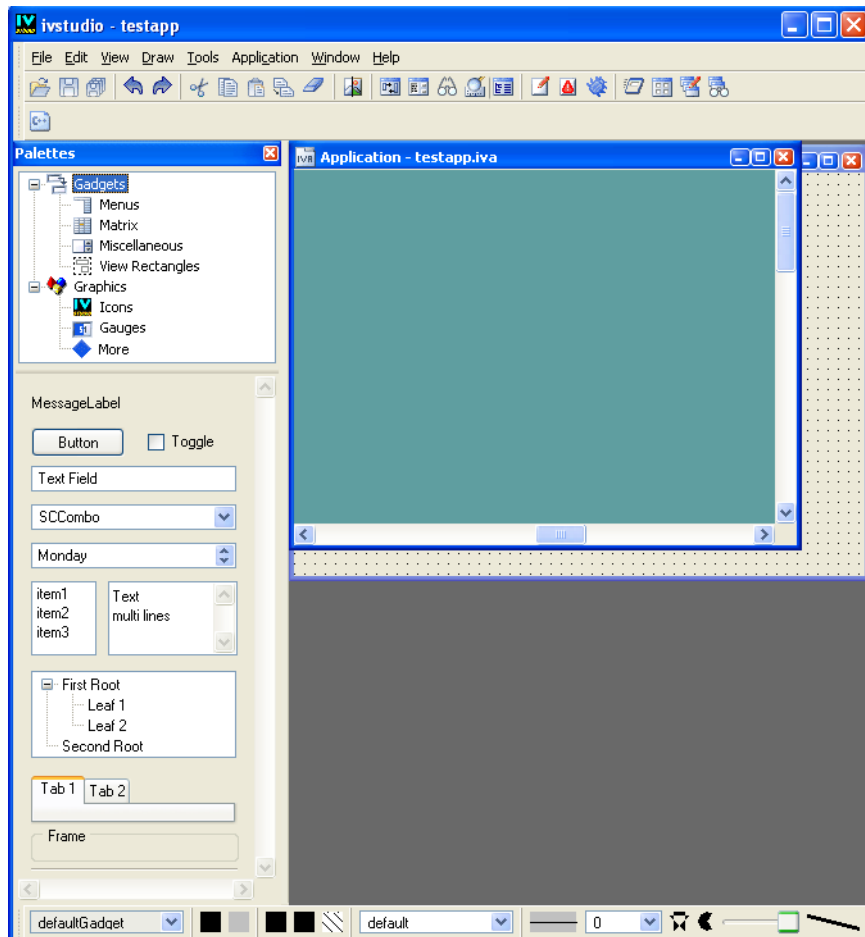 ivstudio - testapp
File Edit View Draw Tools Application Window Help
C++
Palettes
IVA Application - testapp.iva
Gadgets
Menus
Matrix
Miscellaneous
View Rectangles
Graphics
Icons
Gauges
More
MessageLabel
Button Toggle
Text Field
SCCombo
Monday
item1
item2
item3
Text
multi lines
First Root
Leaf 1
Leaf 2
Second Root
Tab 1 Tab 2
Frame
defaultGadget default 0